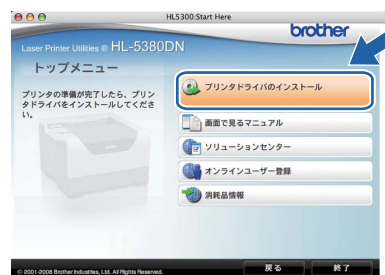 HL5300:Start Here
brother
Laser Printer Utilities ® HL-5380DN
トップメニュー
プリンタの準備が完了したら、プリン
タドライバをインストールしてくださ
い。
プリンタドライバのインストール
画面で見るマニュアル
ソリューションセンター
オンラインユーザー登録
消耗品情報
© 2001-2008 Brother Industries, Ltd. All Rights Reserved.
戻る
終了